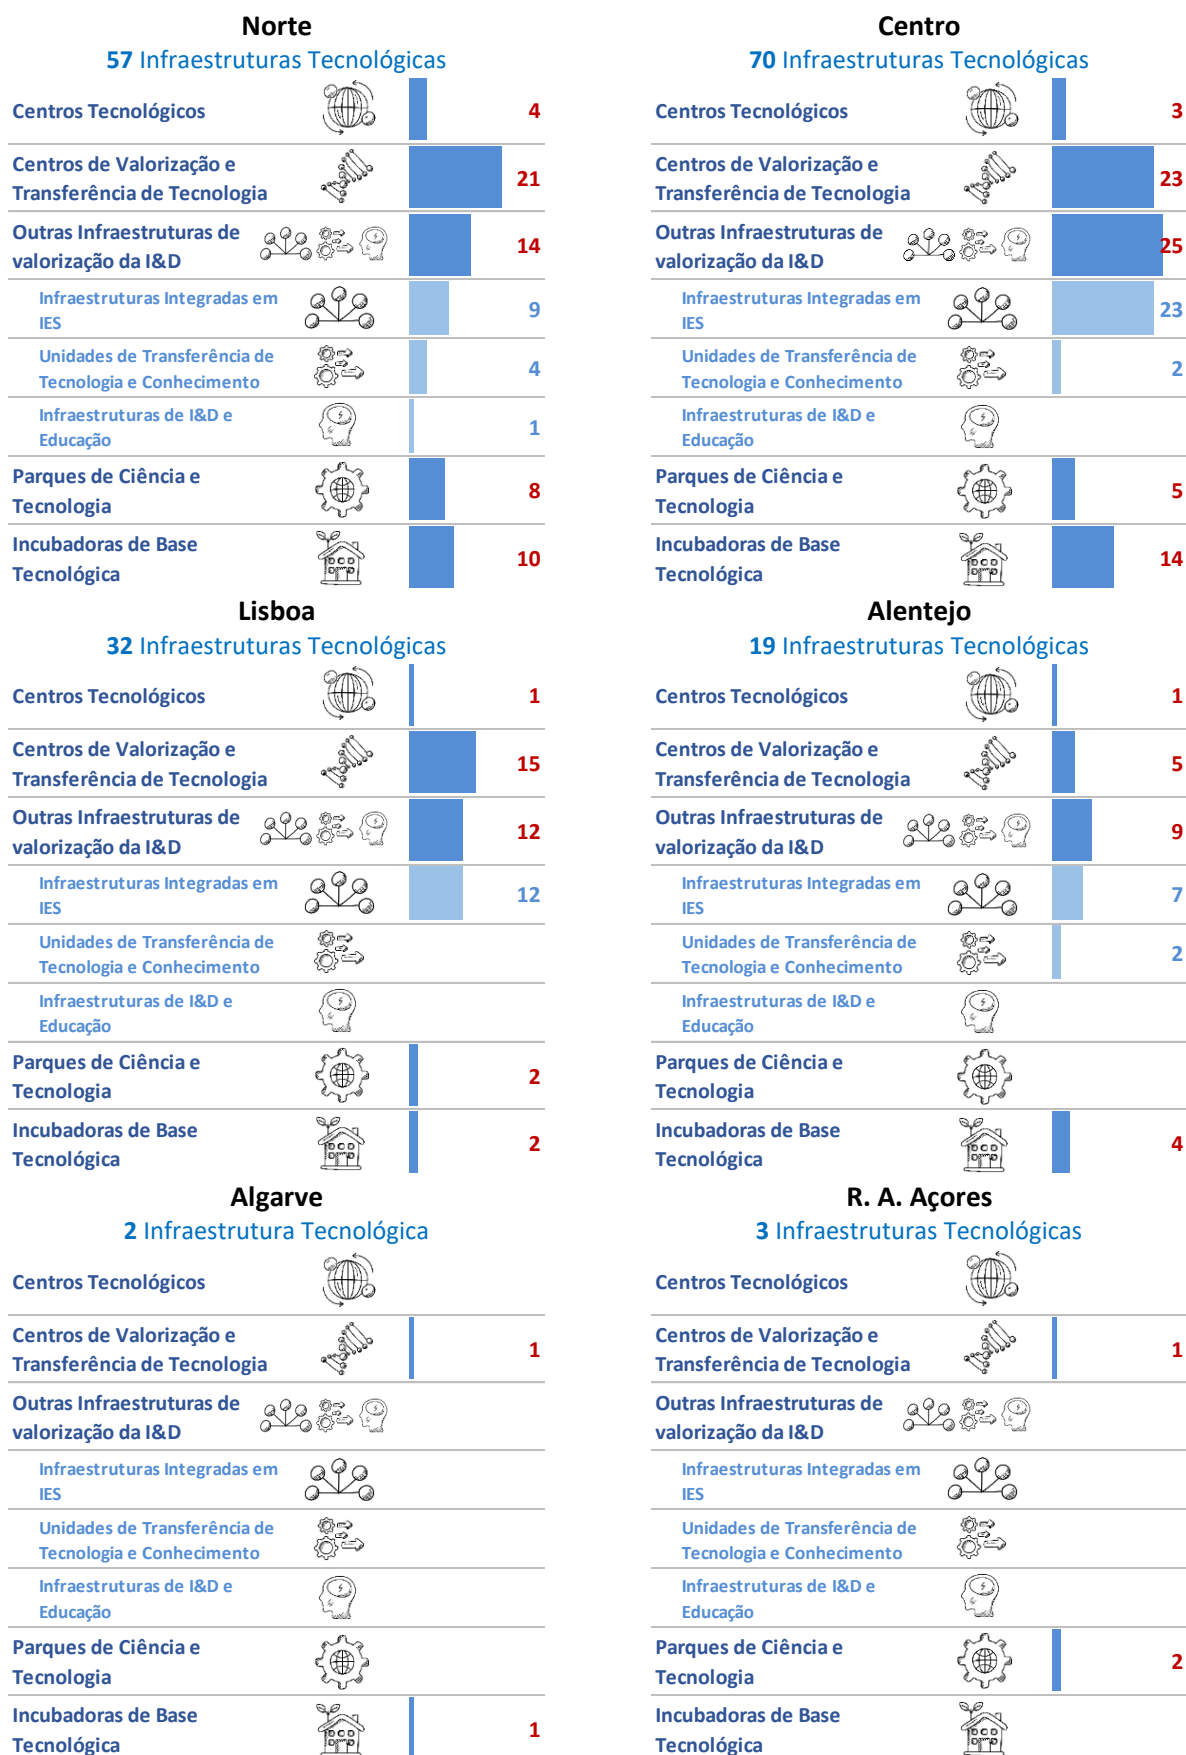 Norte
57 Infraestruturas Tecnológicas
Centros Tecnológicos 4
Centros de Valorização e
Transferência de Tecnologia 21
Outras Infraestruturas de
valorização da I&D 14
Infraestruturas Integradas em
IES 9
Unidades de Transferência de
Tecnologia e Conhecimento 4
Infraestruturas de I&D e
Educação 1
Parques de Ciência e
Tecnologia 8
Incubadoras de Base
Tecnológica 10
Centro
70 Infraestruturas Tecnológicas
Centros Tecnológicos 3
Centros de Valorização e
Transferência de Tecnologia 23
Outras Infraestruturas de
valorização da I&D 25
Infraestruturas Integradas em
IES 23
Unidades de Transferência de
Tecnologia e Conhecimento 2
Infraestruturas de I&D e
Educação
Parques de Ciência e
Tecnologia 5
Incubadoras de Base
Tecnológica 14
Lisboa
32 Infraestruturas Tecnológicas
Centros Tecnológicos 1
Centros de Valorização e
Transferência de Tecnologia 15
Outras Infraestruturas de
valorização da I&D 12
Infraestruturas Integradas em
IES 12
Unidades de Transferência de
Tecnologia e Conhecimento
Infraestruturas de I&D e
Educação
Parques de Ciência e
Tecnologia 2
Incubadoras de Base
Tecnológica 2
Alentejo
19 Infraestruturas Tecnológicas
Centros Tecnológicos 1
Centros de Valorização e
Transferência de Tecnologia 5
Outras Infraestruturas de
valorização da I&D 9
Infraestruturas Integradas em
IES 7
Unidades de Transferência de
Tecnologia e Conhecimento 2
Infraestruturas de I&D e
Educação
Parques de Ciência e
Tecnologia
Incubadoras de Base
Tecnológica 4
Algarve
2 Infraestrutura Tecnológica
Centros Tecnológicos
Centros de Valorização e
Transferência de Tecnologia 1
Outras Infraestruturas de
valorização da I&D
Infraestruturas Integradas em
IES
Unidades de Transferência de
Tecnologia e Conhecimento
Infraestruturas de I&D e
Educação
Parques de Ciência e
Tecnologia
Incubadoras de Base
Tecnológica 1
R. A. Açores
3 Infraestruturas Tecnológicas
Centros Tecnológicos
Centros de Valorização e
Transferência de Tecnologia 1
Outras Infraestruturas de
valorização da I&D
Infraestruturas Integradas em
IES
Unidades de Transferência de
Tecnologia e Conhecimento
Infraestruturas de I&D e
Educação
Parques de Ciência e
Tecnologia 2
Incubadoras de Base
Tecnológica